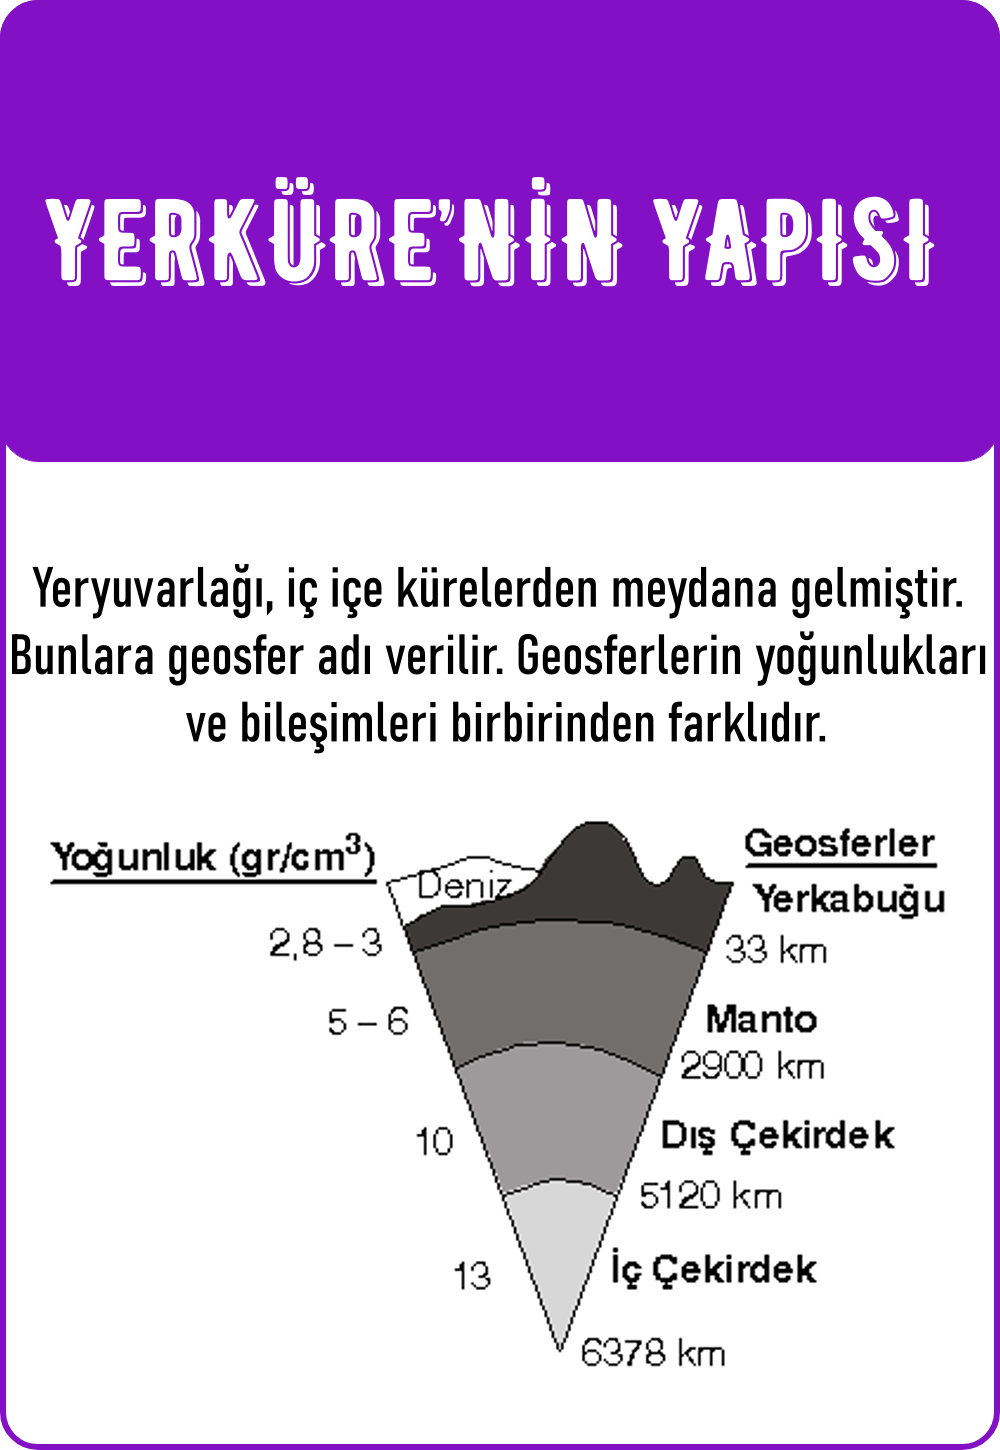 YERKÜRE'NİN YAPISI
Yeryuvarlağı, iç içe kürelerden meydana gelmiştir.
Bunlara geosfer adı verilir. Geosferlerin yoğunlukları
ve bileşimleri birbirinden farklıdır.
Yoğunluk (gr/cm³)
Deniz
Geosferler
Yerkabuğu
2,8 – 3
33 km
5 – 6
Manto
2900 km
10
Dış Çekirdek
5120 km
13
İç Çekirdek
6378 km